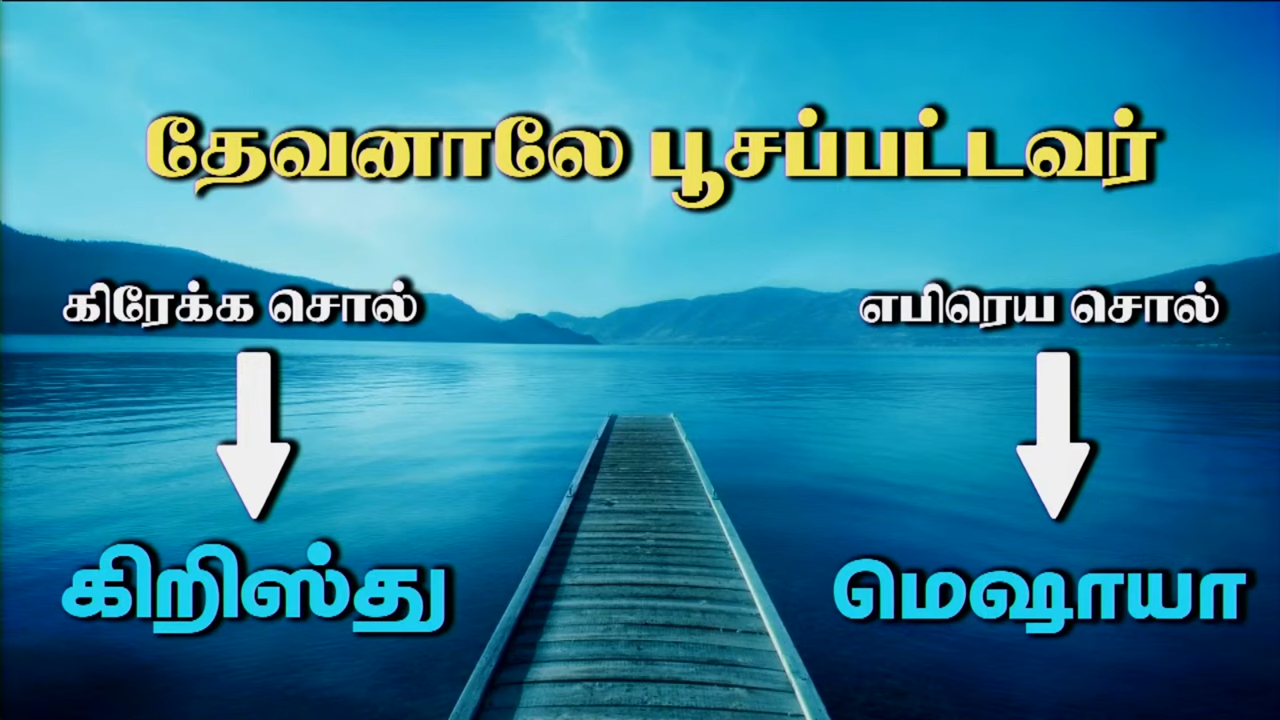 தேவனாலே பூசப்பட்டவர்
கிரேக்க சொல்
எபிரெய சொல்
கிறிஸ்து
மெஷாயா